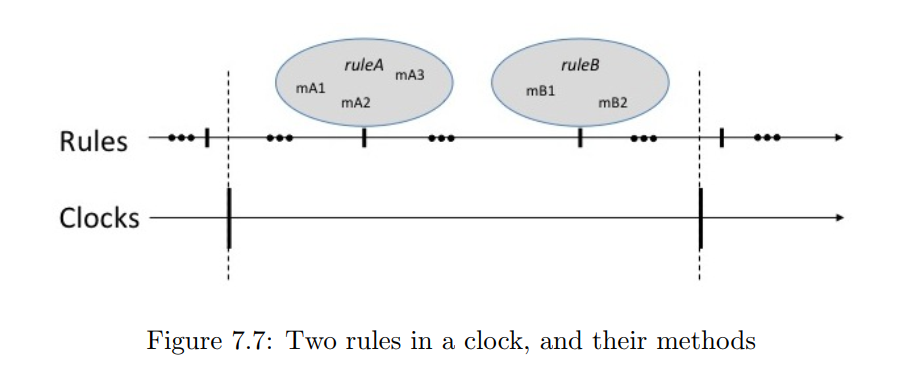 ruleA
mA1
mA3
mA2
ruleB
mB1
mB2
Rules
Clocks
Figure 7.7: Two rules in a clock, and their methods